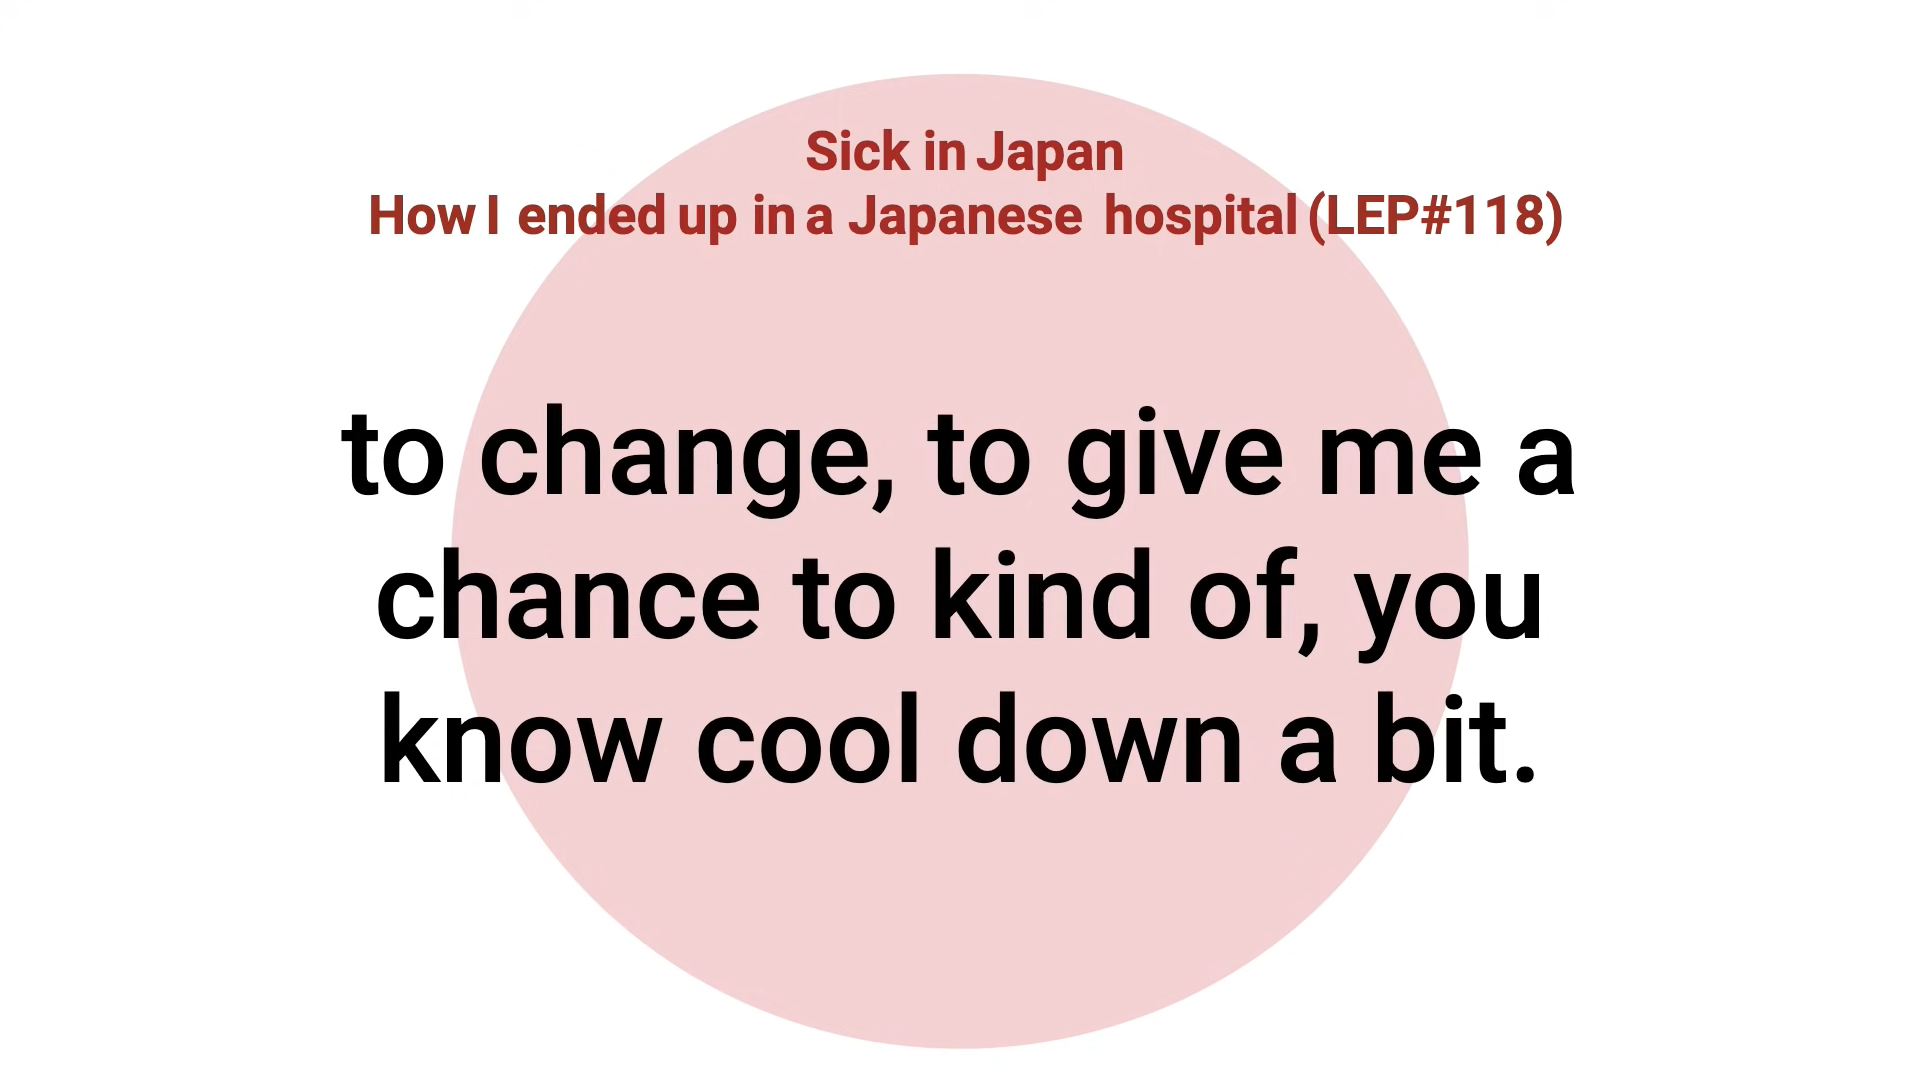 Sick in Japan
How I ended up in a Japanese hospital (LEP#118)
to change, to give me a
chance to kind of, you
know cool down a bit.